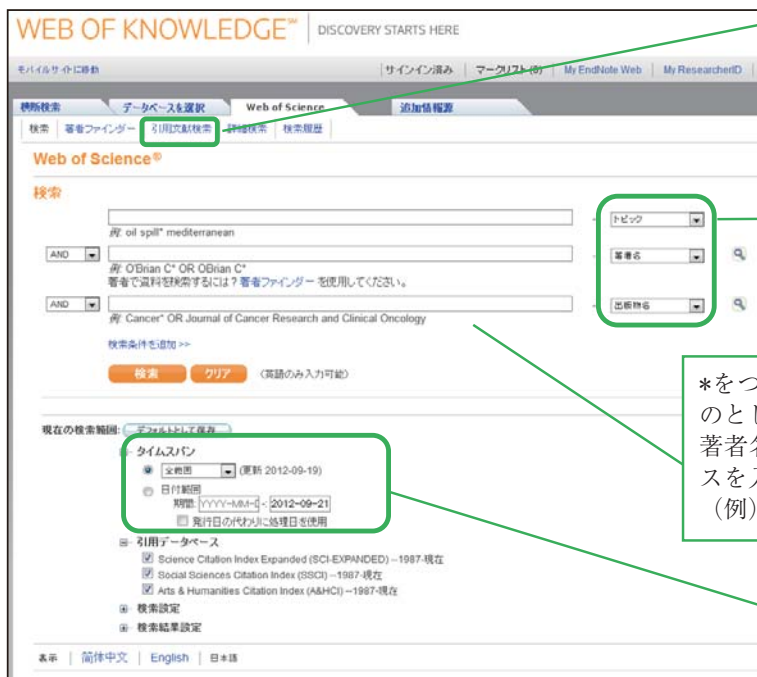 WEB OF KNOWLEDGE℠ | DISCOVERY STARTS HERE
モバイルサイトに移動 | サインイン済み | マークリスト (0) | My EndNote Web | My ResearcherID |
横断検索 データベースを選択 Web of Science 追加情報源
検索 著者ファインダー 引用文献検索 詳細検索 検索履歴
Web of Science®
検索
トピック
例: oil spill* mediterranean
AND 著者名
例: O'Brian C* OR OBrian C*
著者で資料を検索するには？著者ファインダー を使用してください。
AND 出版物名
例: Cancer* OR Journal of Cancer Research and Clinical Oncology
検索条件を追加 >>
検索 クリア (英語のみ入力可能)
*をつ
のとし
著者名
スを入
（例）
現在の検索範囲: デフォルトとして保存
タイムスパン
全範囲 (更新 2012-09-19)
日付範囲
期間: YYYY-MM-D - 2012-09-21
発行日の代わりに処理日を使用
引用データベース
Science Citation Index Expanded (SCI-EXPANDED) --1987-現在
Social Sciences Citation Index (SSCI) --1987-現在
Arts & Humanities Citation Index (A&HCI) --1987-現在
検索設定
検索結果設定
表示 | 简体中文 | English | 日本語